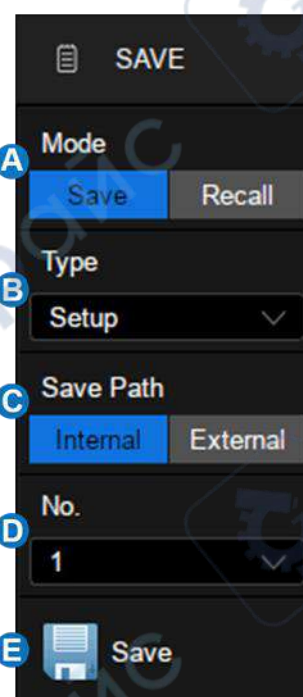 SAVE
A Mode
Save Recall
Type
B Setup
Save Path
C Internal External
No.
D 1
E Save